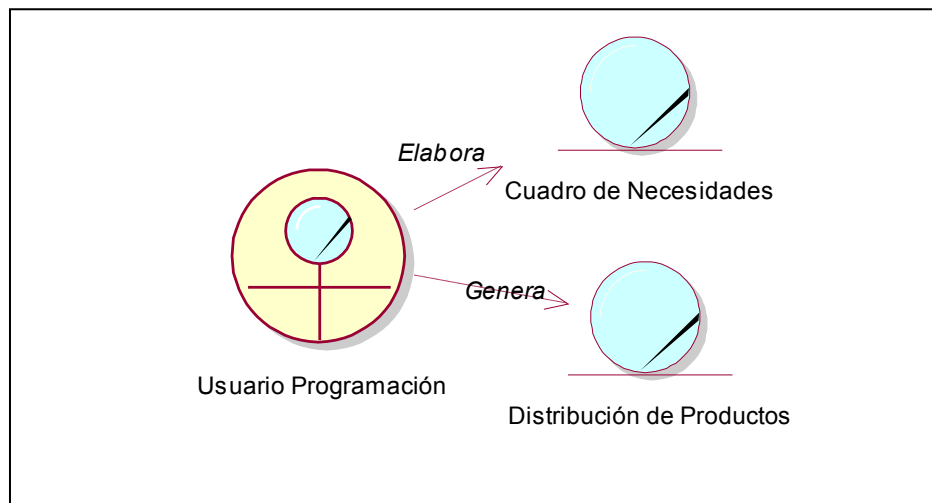 Elabora
Cuadro de Necesidades
Genera
Usuario Programación
Distribución de Productos